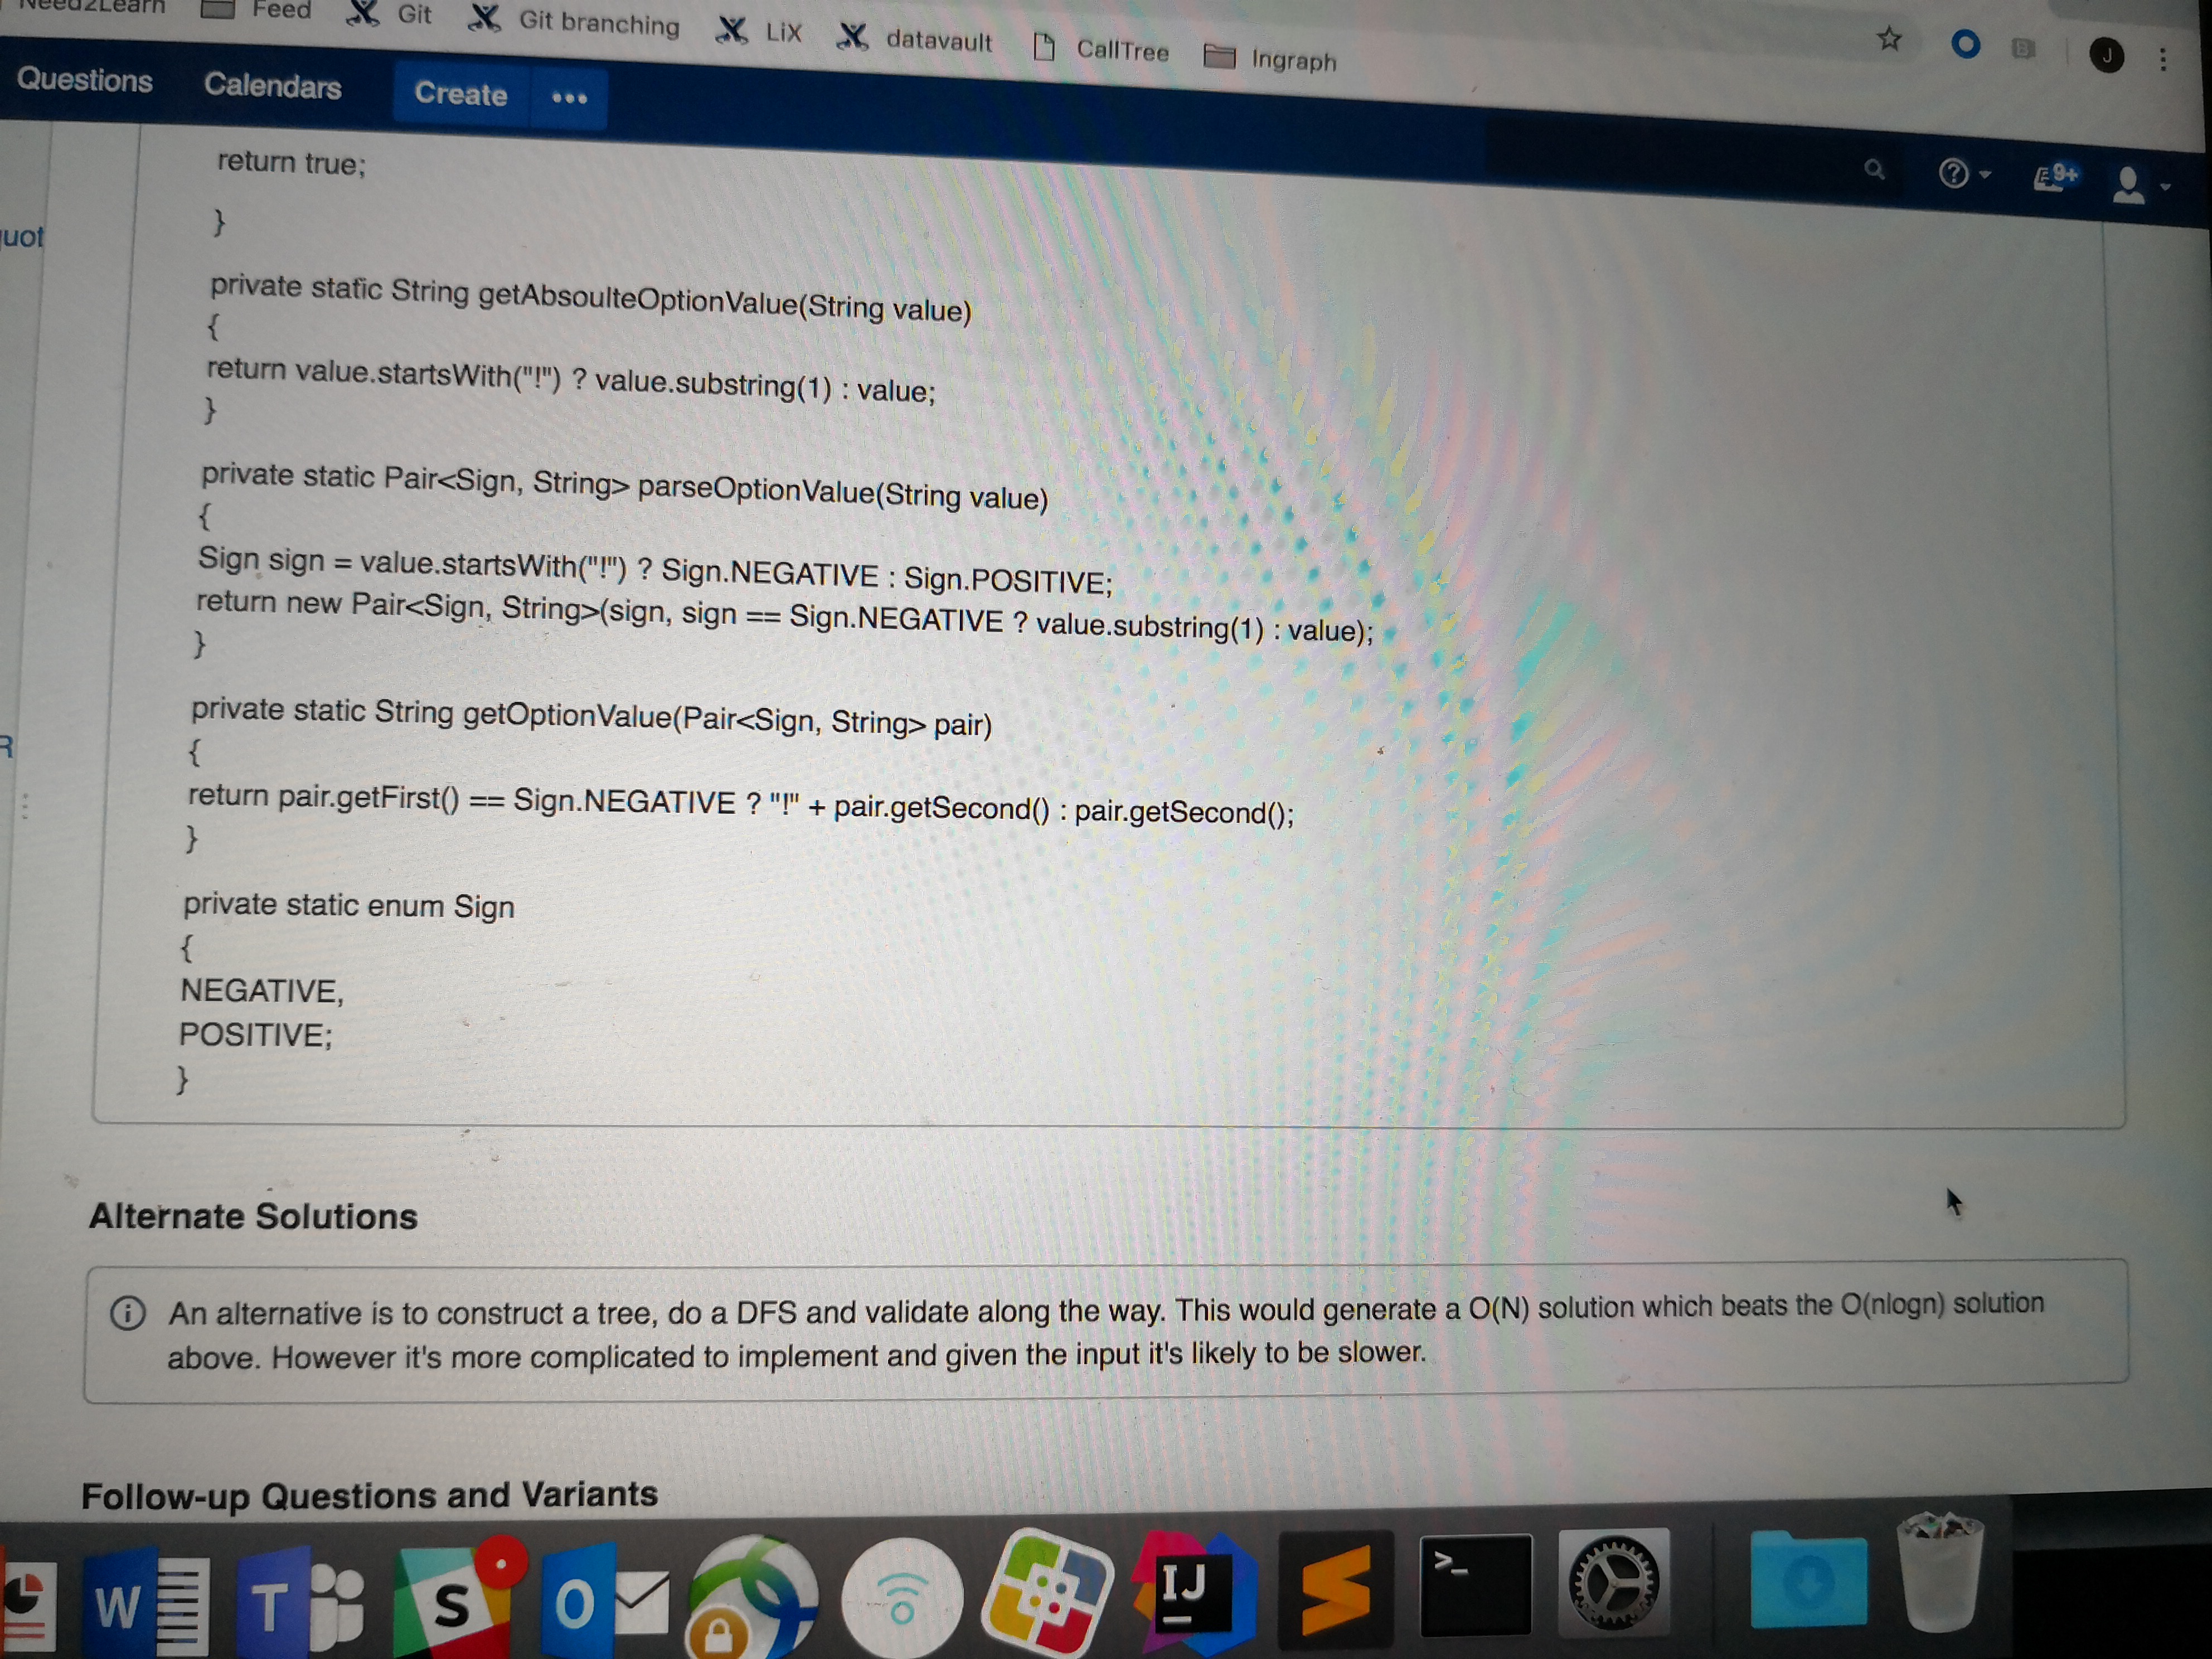 Need2Learn Feed Git Git branching LiX datavault CallTree Ingraph
J
Questions Calendars Create
9+
return true;
}
private static String getAbsoulteOptionValue(String value)
{
return value.startsWith("!") ? value.substring(1) : value;
}
private static Pair<Sign, String> parseOptionValue(String value)
{
Sign sign = value.startsWith("!") ? Sign.NEGATIVE : Sign.POSITIVE;
return new Pair<Sign, String>(sign, sign == Sign.NEGATIVE ? value.substring(1) : value);
}
private static String getOptionValue(Pair<Sign, String> pair)
{
return pair.getFirst() == Sign.NEGATIVE ? "!" + pair.getSecond() : pair.getSecond();
}
private static enum Sign
{
NEGATIVE,
POSITIVE;
}
Alternate Solutions
An alternative is to construct a tree, do a DFS and validate along the way. This would generate a O(N) solution which beats the O(nlogn) solution
above. However it's more complicated to implement and given the input it's likely to be slower.
Follow-up Questions and Variants
W T S O IJ >_